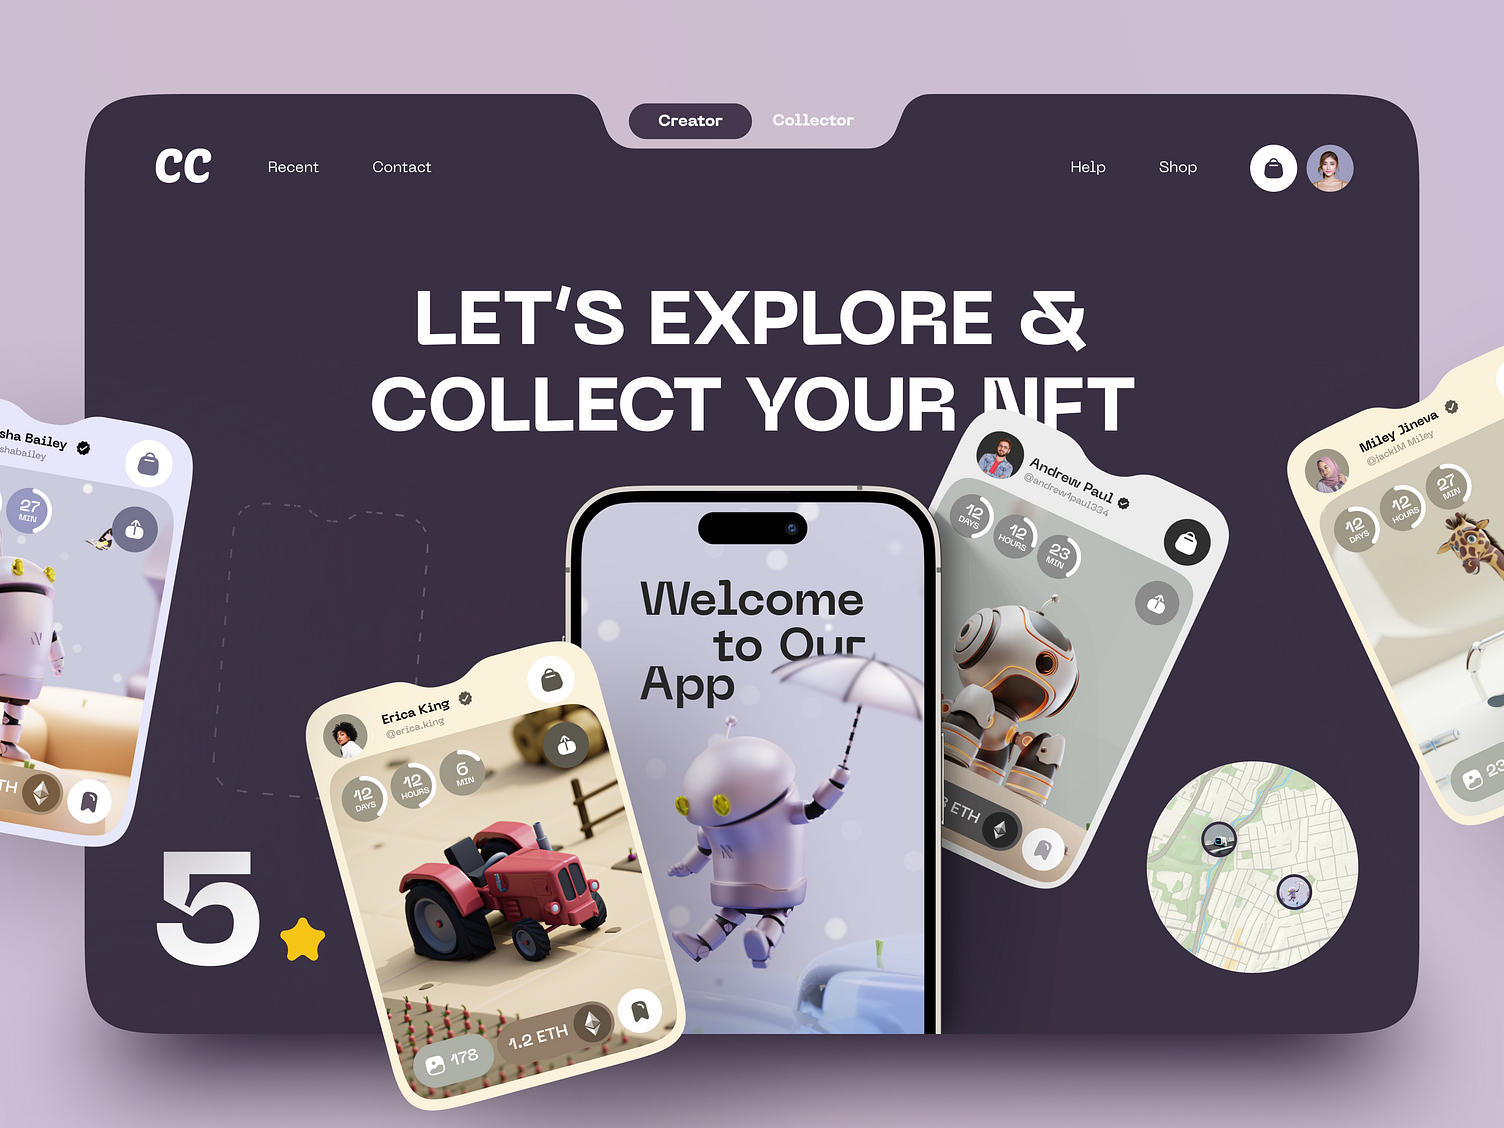 Creator
Collector
CC
Recent
Contact
Help
Shop
LET'S EXPLORE &
COLLECT YOUR NFT
sha Bailey
shabailey
27
MIN
TH
Welcome
to Our
App
Andrew Paul
@andrew1paul334
12
DAYS
12
HOURS
23
MIN
ETH
Miley Jineva
@jackiM Miley
12
DAYS
12
HOURS
27
MIN
23
Erica King
@erica.king
12
DAYS
12
HOURS
6
MIN
178
1.2 ETH
5